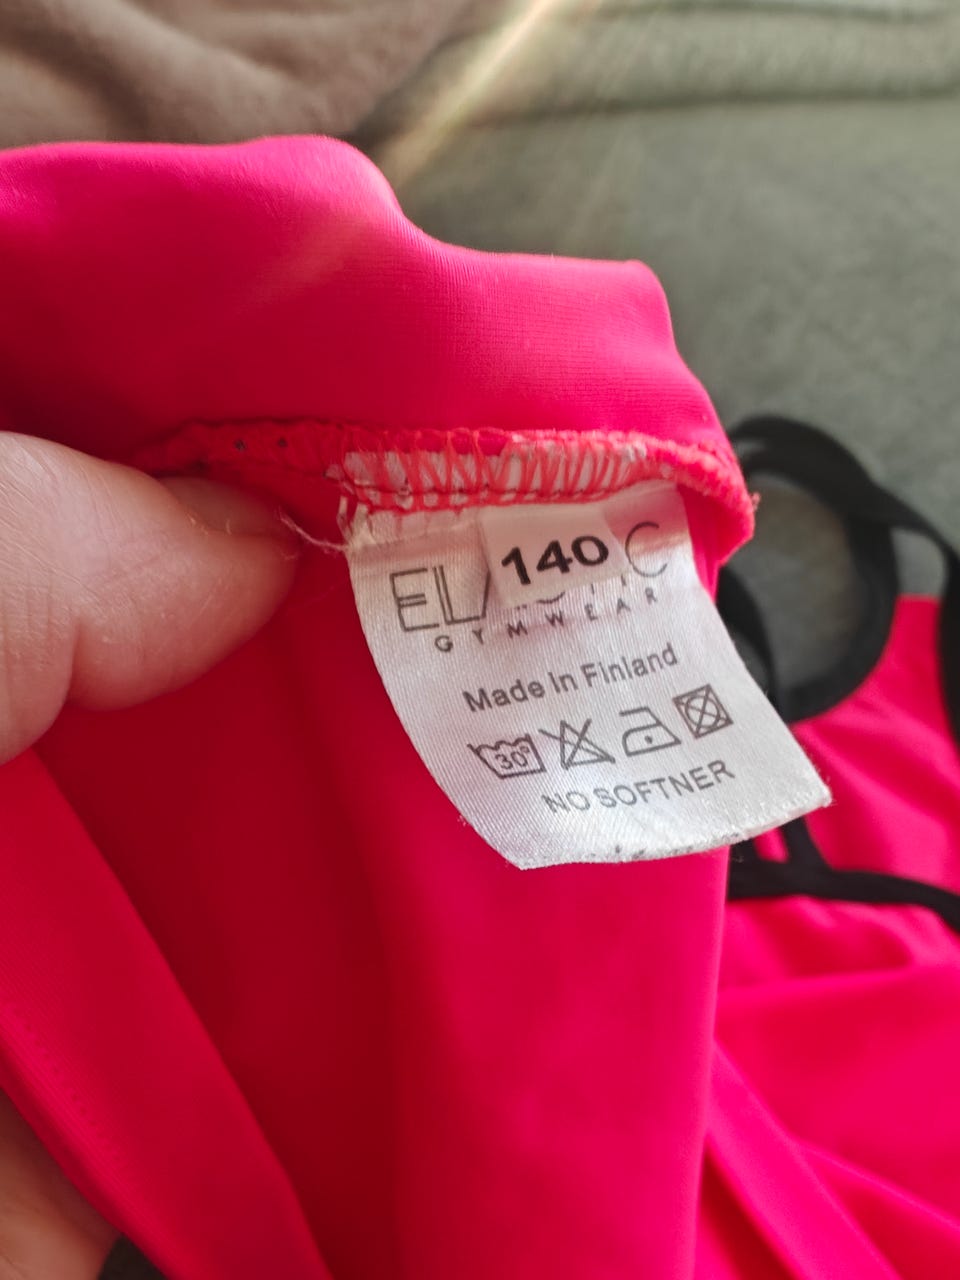 140
GYMWEAR
Made In Finland
30°
NO SOFTNER